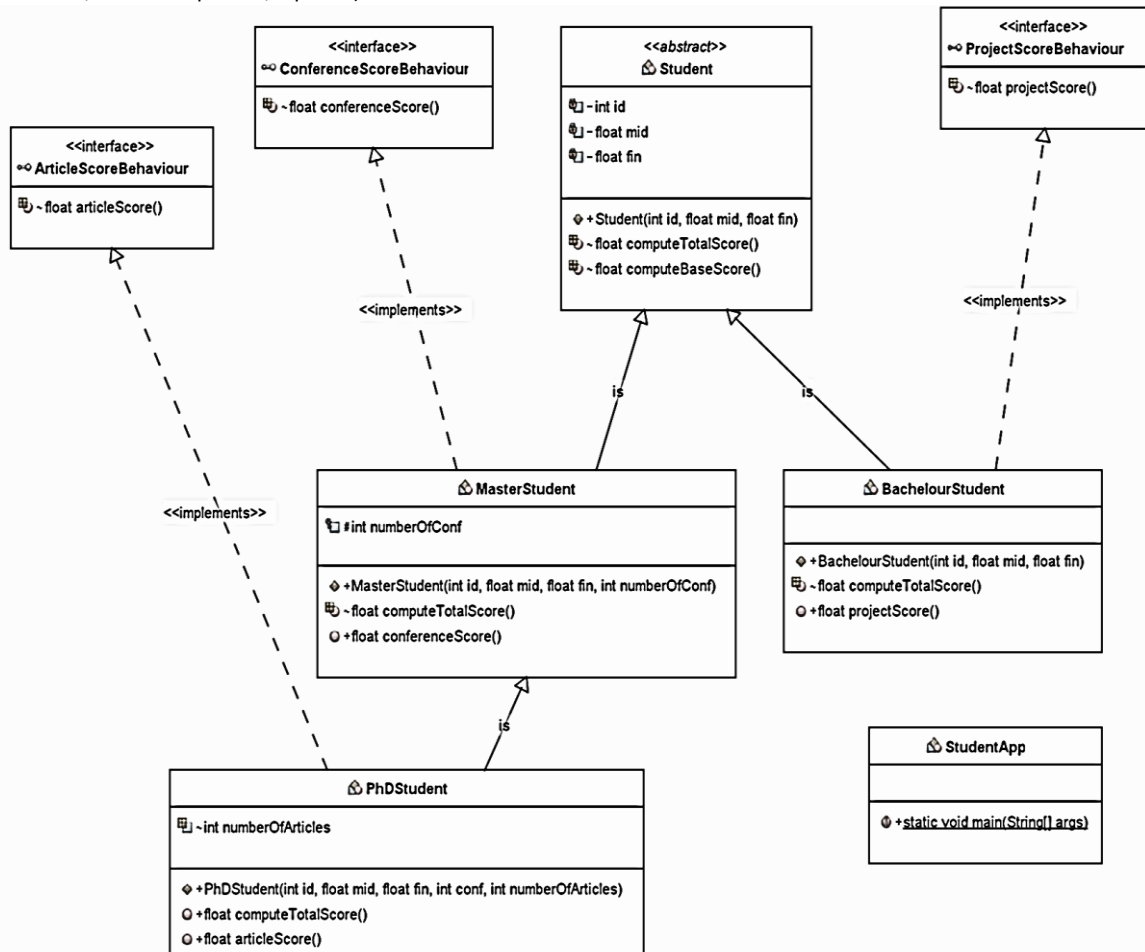 <<interface>>
ConferenceScoreBehaviour
~float conferenceScore()
<<abstract>>
Student
-int id
-float mid
-float fin
+Student(int id, float mid, float fin)
~float computeTotalScore()
~float computeBaseScore()
<<interface>>
ProjectScoreBehaviour
~float projectScore()
<<interface>>
ArticleScoreBehaviour
~float articleScore()
<<implements>>
<<implements>>
is
is
<<implements>>
MasterStudent
#int numberOfConf
+MasterStudent(int id, float mid, float fin, int numberOfConf)
~float computeTotalScore()
+float conferenceScore()
BachelourStudent
+BachelourStudent(int id, float mid, float fin)
~float computeTotalScore()
+float projectScore()
is
PhDStudent
~int numberOfArticles
+PhDStudent(int id, float mid, float fin, int conf, int numberOfArticles)
+float computeTotalScore()
+float articleScore()
StudentApp
+static void main(String[] args)